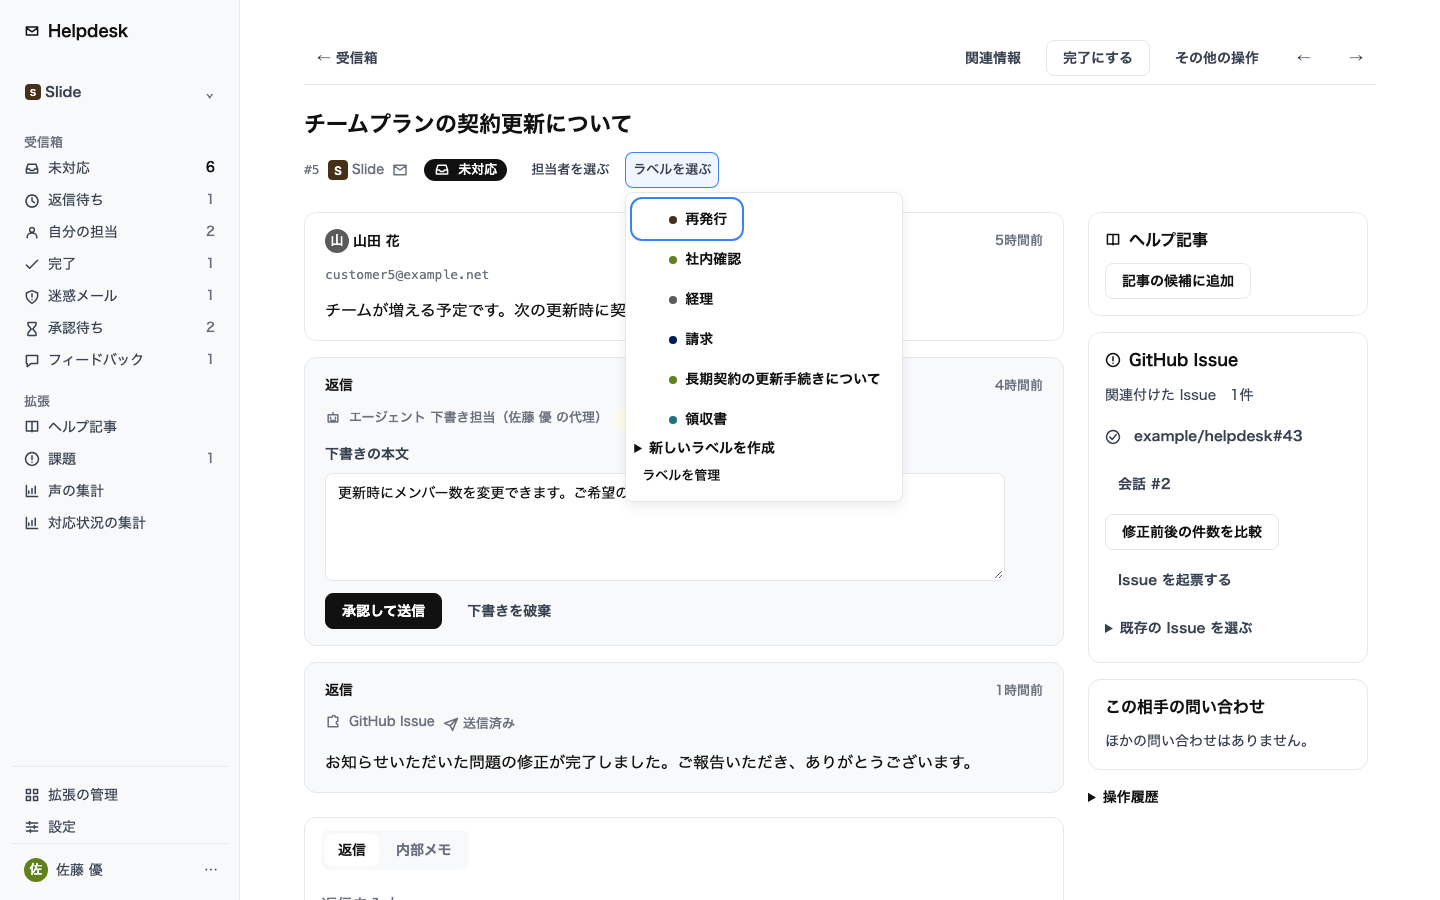 Helpdesk
S Slide
受信箱
未対応 6
返信待ち 1
自分の担当 2
完了 1
迷惑メール 1
承認待ち 2
フィードバック 1
拡張
ヘルプ記事
課題 1
声の集計
対応状況の集計
拡張の管理
設定
佐 佐藤 優 …
← 受信箱
関連情報
完了にする
その他の操作
←
→
チームプランの契約更新について
#5 S Slide 未対応 担当者を選ぶ ラベルを選ぶ
再発行
社内確認
経理
請求
長期契約の更新手続きについて
領収書
新しいラベルを作成
ラベルを管理
山 山田 花 5時間前
customer5@example.net
チームが増える予定です。次の更新時に契
返信 4時間前
エージェント 下書き担当（佐藤 優 の代理）
下書きの本文
更新時にメンバー数を変更できます。ご希望の
承認して送信 下書きを破棄
返信 1時間前
GitHub Issue 送信済み
お知らせいただいた問題の修正が完了しました。ご報告いただき、ありがとうございます。
返信 内部メモ
ヘルプ記事
記事の候補に追加
GitHub Issue
関連付けた Issue 1件
example/helpdesk#43
会話 #2
修正前後の件数を比較
Issue を起票する
既存の Issue を選ぶ
この相手の問い合わせ
ほかの問い合わせはありません。
操作履歴